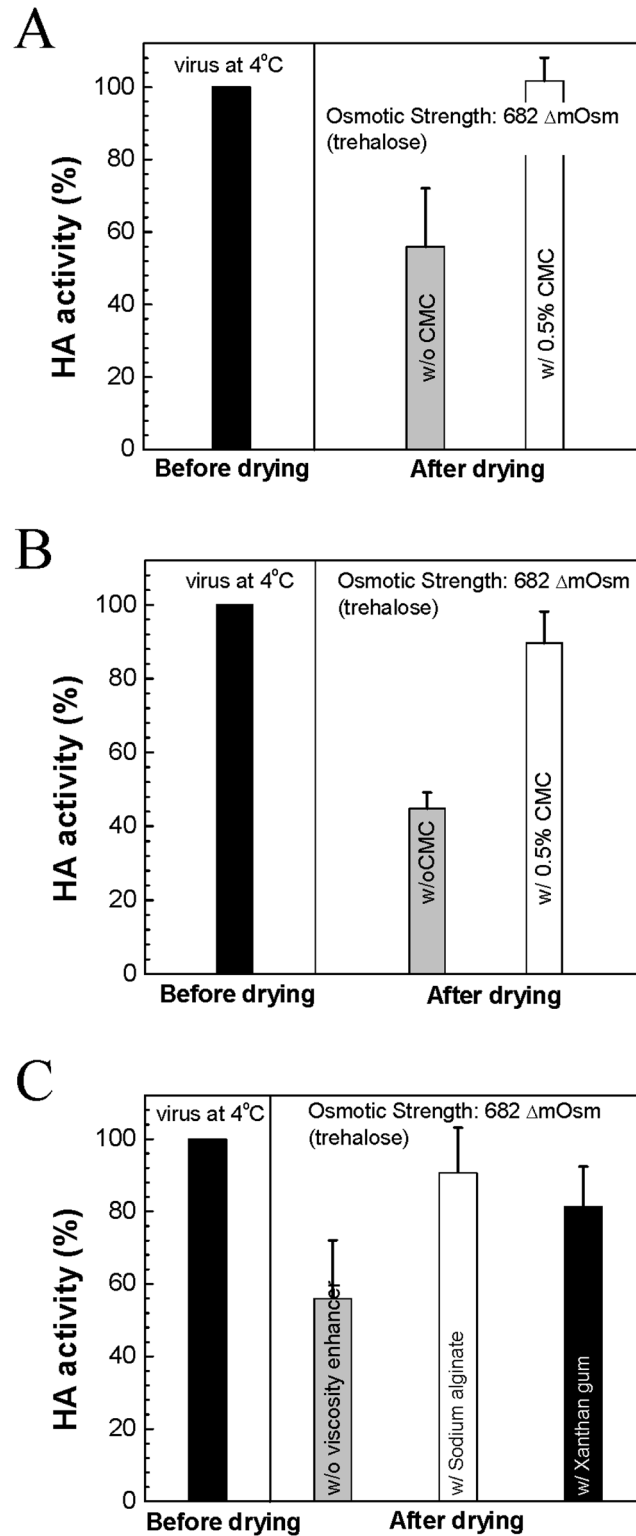 A
virus at 4°C
Osmotic Strength: 682 ΔmOsm
(trehalose)
HA activity (%)
100
80
60
40
20
0
w/o CMC
w/ 0.5% CMC
Before drying
After drying
B
virus at 4°C
Osmotic Strength: 682 ΔmOsm
(trehalose)
HA activity (%)
100
80
60
40
20
0
w/oCMC
w/ 0.5% CMC
Before drying
After drying
C
virus at 4°C
Osmotic Strength: 682 ΔmOsm
(trehalose)
HA activity (%)
100
80
60
40
20
0
w/o viscosity enhancer
w/ Sodium alginate
w/ Xanthan gum
Before drying
After drying